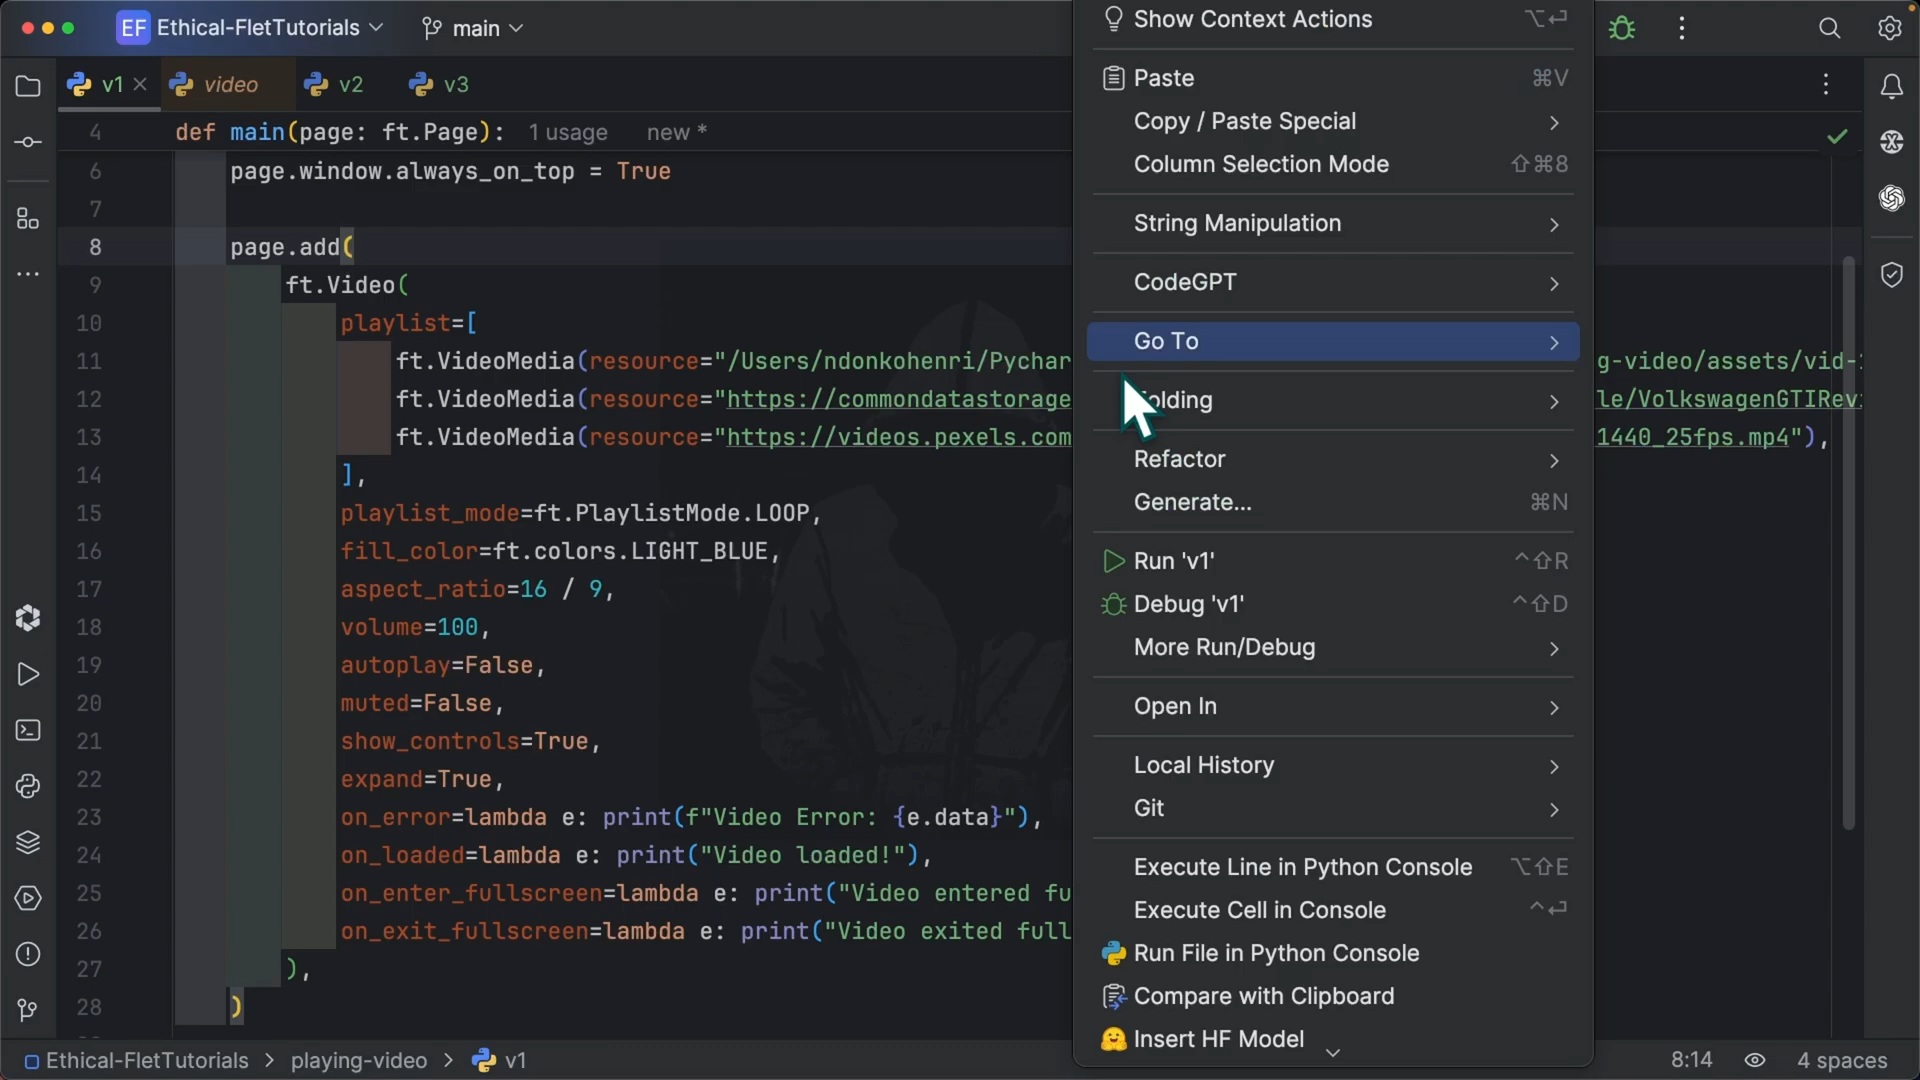 EF Ethical-FletTutorials main
v1 video v2 v3
4 def main(page: ft.Page): 1 usage new *
6 page.window.always_on_top = True
7
8 page.add(
9 ft.Video(
10 playlist=[
11 ft.VideoMedia(resource="/Users/ndonkohenri/Pychar g-video/assets/vid-
12 ft.VideoMedia(resource="https://commondatastorage le/VolkswagenGTIRev
13 ft.VideoMedia(resource="https://videos.pexels.com 1440_25fps.mp4"),
14 ],
15 playlist_mode=ft.PlaylistMode.LOOP,
16 fill_color=ft.colors.LIGHT_BLUE,
17 aspect_ratio=16 / 9,
18 volume=100,
19 autoplay=False,
20 muted=False,
21 show_controls=True,
22 expand=True,
23 on_error=lambda e: print(f"Video Error: {e.data}"),
24 on_loaded=lambda e: print("Video loaded!"),
25 on_enter_fullscreen=lambda e: print("Video entered fu
26 on_exit_fullscreen=lambda e: print("Video exited full
27 ),
28 )
Show Context Actions ⌥⏎
Paste ⌘V
Copy / Paste Special
Column Selection Mode ⇧⌘8
String Manipulation
CodeGPT
Go To
olding
Refactor
Generate... ⌘N
Run 'v1' ^⇧R
Debug 'v1' ^⇧D
More Run/Debug
Open In
Local History
Git
Execute Line in Python Console ⌥⇧E
Execute Cell in Console ^⏎
Run File in Python Console
Compare with Clipboard
Insert HF Model
Ethical-FletTutorials > playing-video > v1 8:14 4 spaces